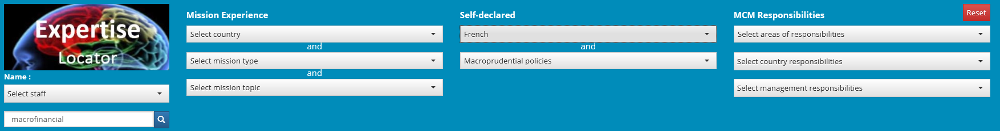 Expertise
Locator
Name :
Select staff
macrofinancial
Mission Experience
Select country
and
Select mission type
and
Select mission topic
Self-declared
French
and
Macroprudential policies
MCM Responsibilities
Reset
Select areas of responsibilities
Select country responsibilities
Select management responsibilities